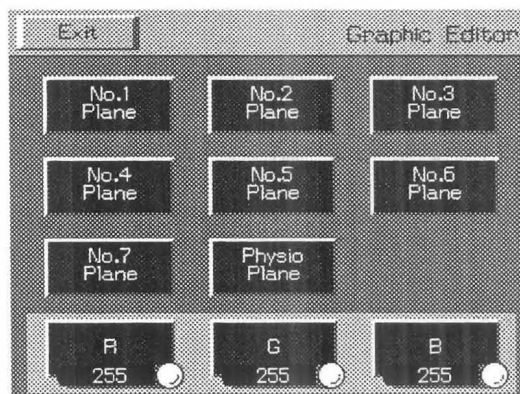 Exit
Graphic Editor
No.1
Plane
No.2
Plane
No.3
Plane
No.4
Plane
No.5
Plane
No.6
Plane
No.7
Plane
Physio
Plane
R
255
G
255
B
255